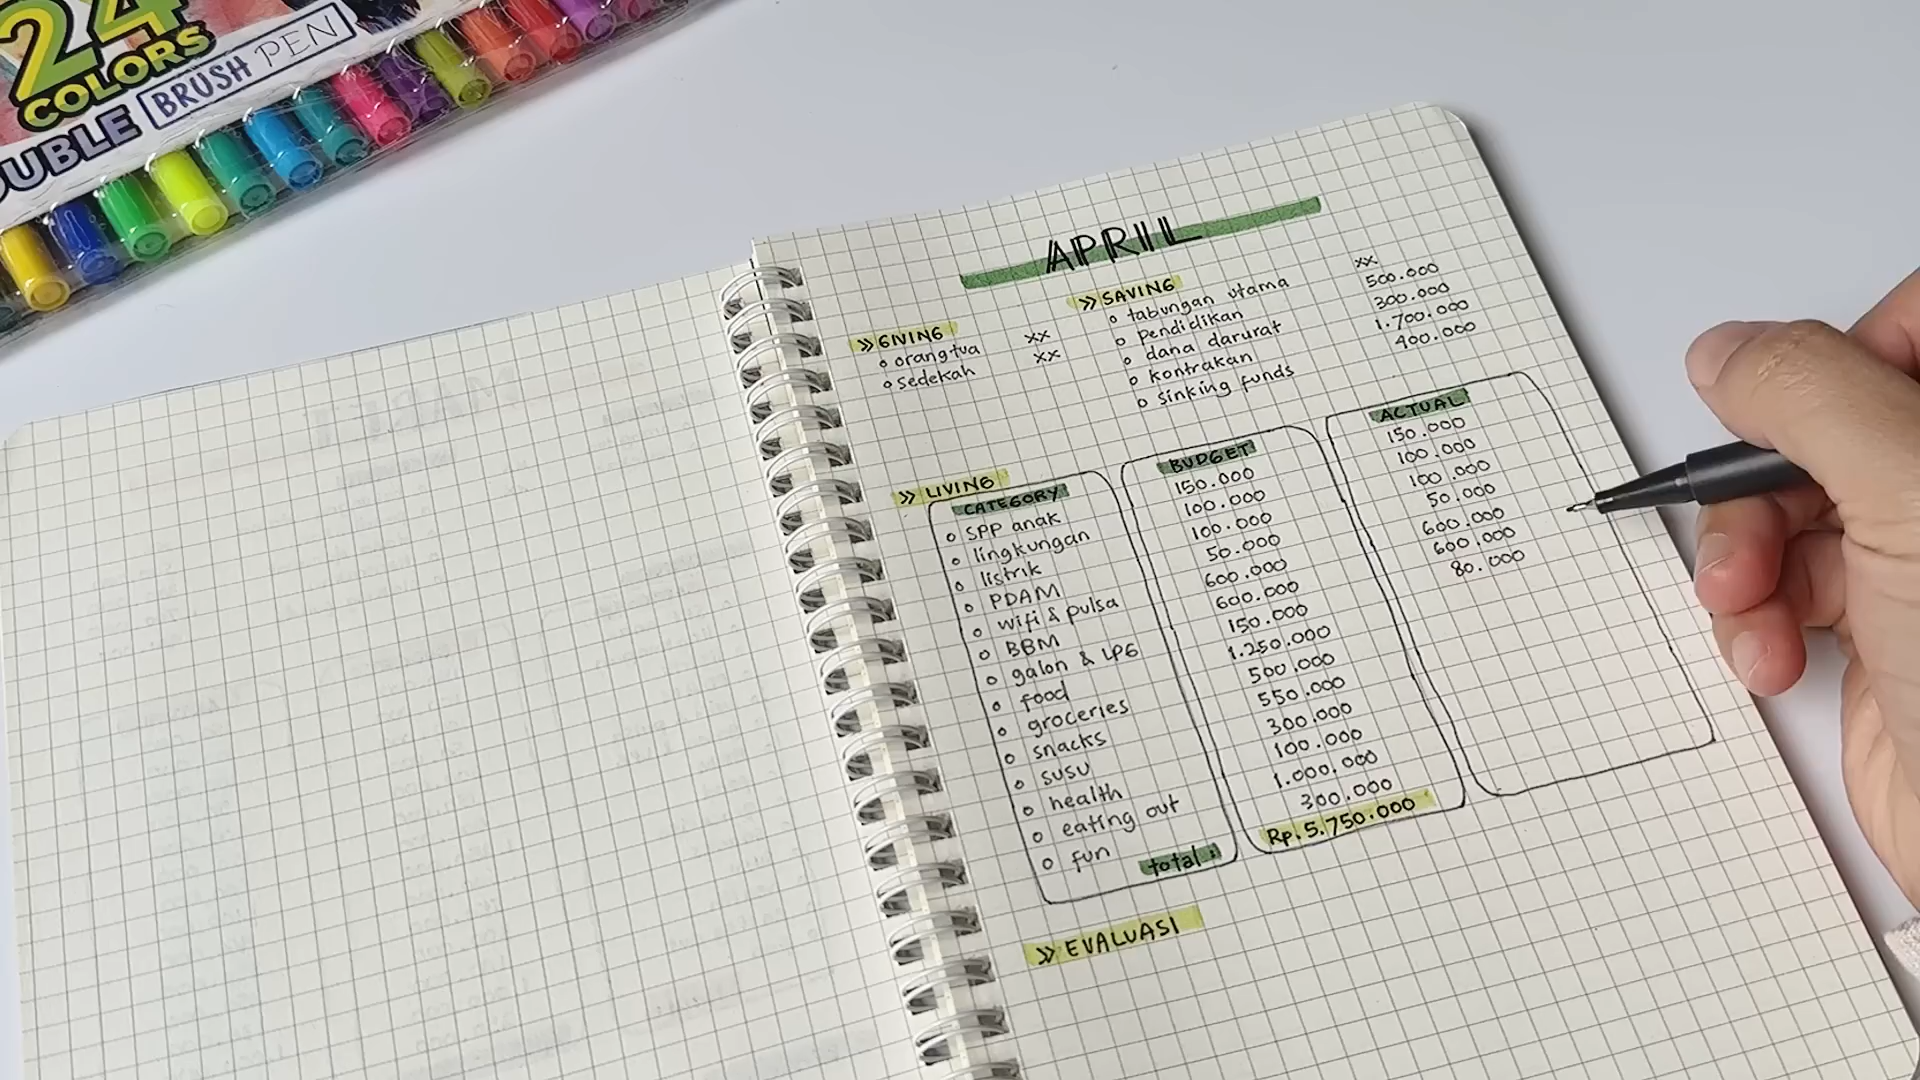 24
COLORS
DOUBLE BRUSH PEN
APRIL
» GIVING
orangtua xx
sedekah xx
» SAVING
tabungan utama xx
pendidikan 500.000
dana darurat 300.000
kontrakan 1.700.000
sinking funds 400.000
» LIVING
CATEGORY BUDGET ACTUAL
SPP anak 150.000 150.000
lingkungan 100.000 100.000
listrik 100.000 100.000
PDAM 50.000 50.000
wifi & pulsa 600.000 600.000
BBM 600.000 600.000
galon & LPG 150.000 80.000
food 1.250.000
groceries 500.000
snacks 550.000
susu 300.000
health 100.000
eating out 1.000.000
fun 300.000
total : Rp. 5.750.000
» EVALUASI